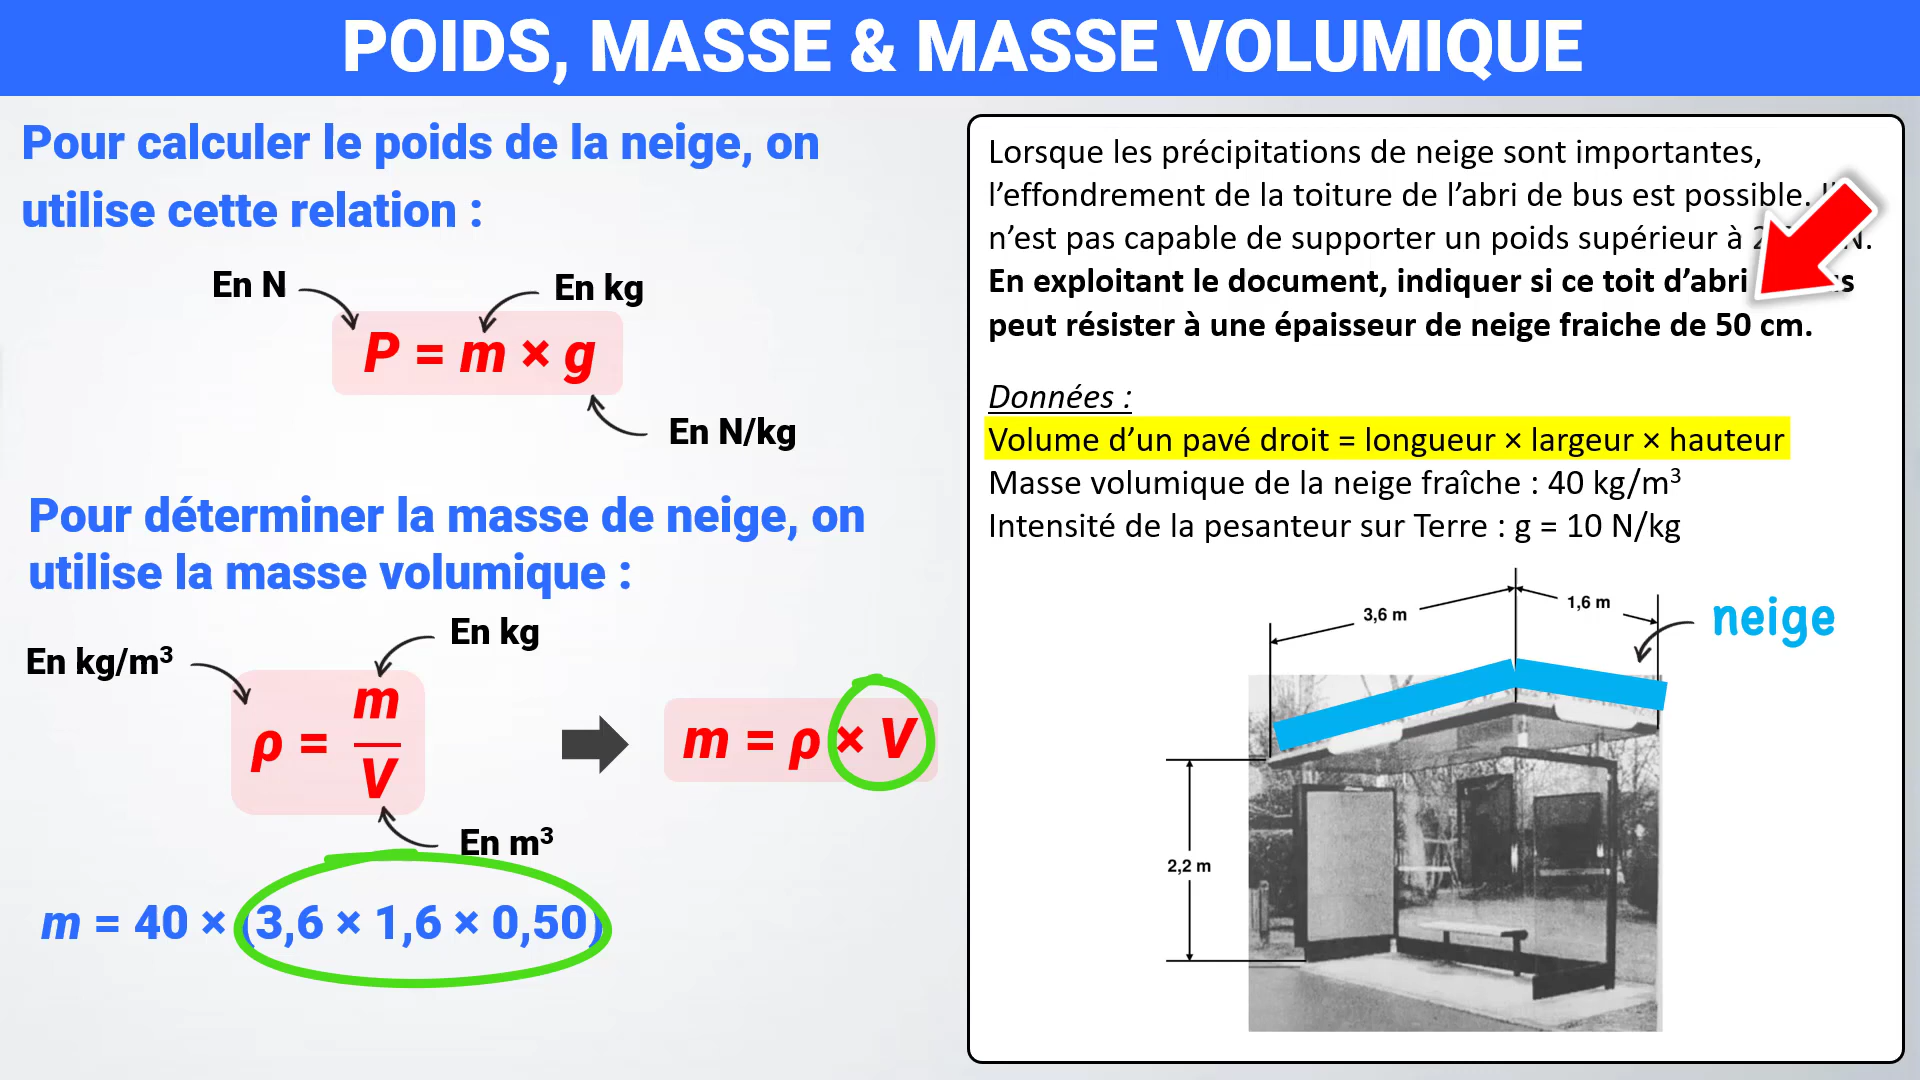 POIDS, MASSE & MASSE VOLUMIQUE
Pour calculer le poids de la neige, on
utilise cette relation :
En N
En kg
P = m × g
En N/kg
Pour déterminer la masse de neige, on
utilise la masse volumique :
En kg/m³
En kg
ρ = m / V
m = ρ × V
En m³
m = 40 × (3,6 × 1,6 × 0,50)
Lorsque les précipitations de neige sont importantes,
l’effondrement de la toiture de l’abri de bus est possible.
n’est pas capable de supporter un poids supérieur à N.
En exploitant le document, indiquer si ce toit d’abri
peut résister à une épaisseur de neige fraiche de 50 cm.
Données :
Volume d’un pavé droit = longueur × largeur × hauteur
Masse volumique de la neige fraîche : 40 kg/m³
Intensité de la pesanteur sur Terre : g = 10 N/kg
3,6 m
1,6 m
neige
2,2 m